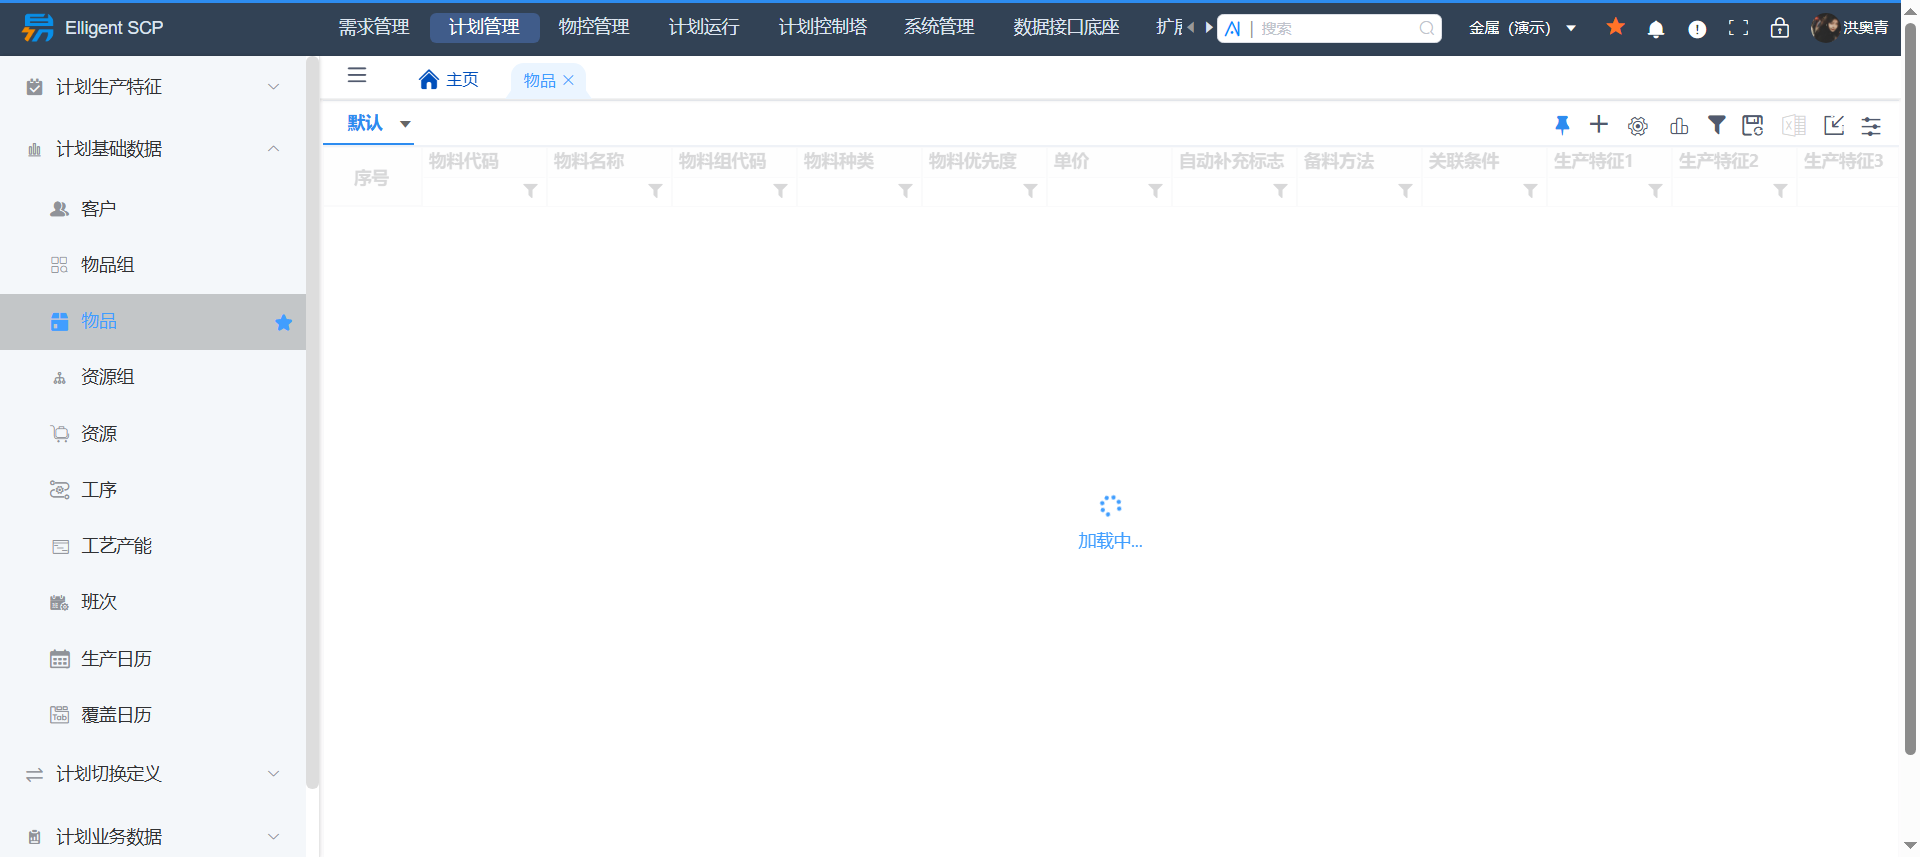 Elligent SCP
需求管理 计划管理 物控管理 计划运行 计划控制塔 系统管理 数据接口底座
搜索
金属（演示）
洪奥青
计划生产特征
计划基础数据
客户
物品组
物品
资源组
资源
工序
工艺产能
班次
生产日历
覆盖日历
计划切换定义
计划业务数据
主页
物品
默认
序号 物料代码 物料名称 物料组代码 物料种类 物料优先度 单价 自动补充标志 备料方法 关联条件 生产特征1 生产特征2 生产特征3
加载中...